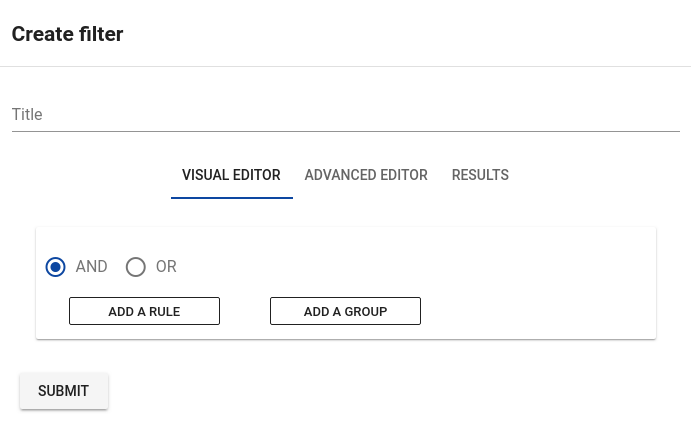 Create filter
Title
VISUAL EDITOR ADVANCED EDITOR RESULTS
AND OR
ADD A RULE ADD A GROUP
SUBMIT